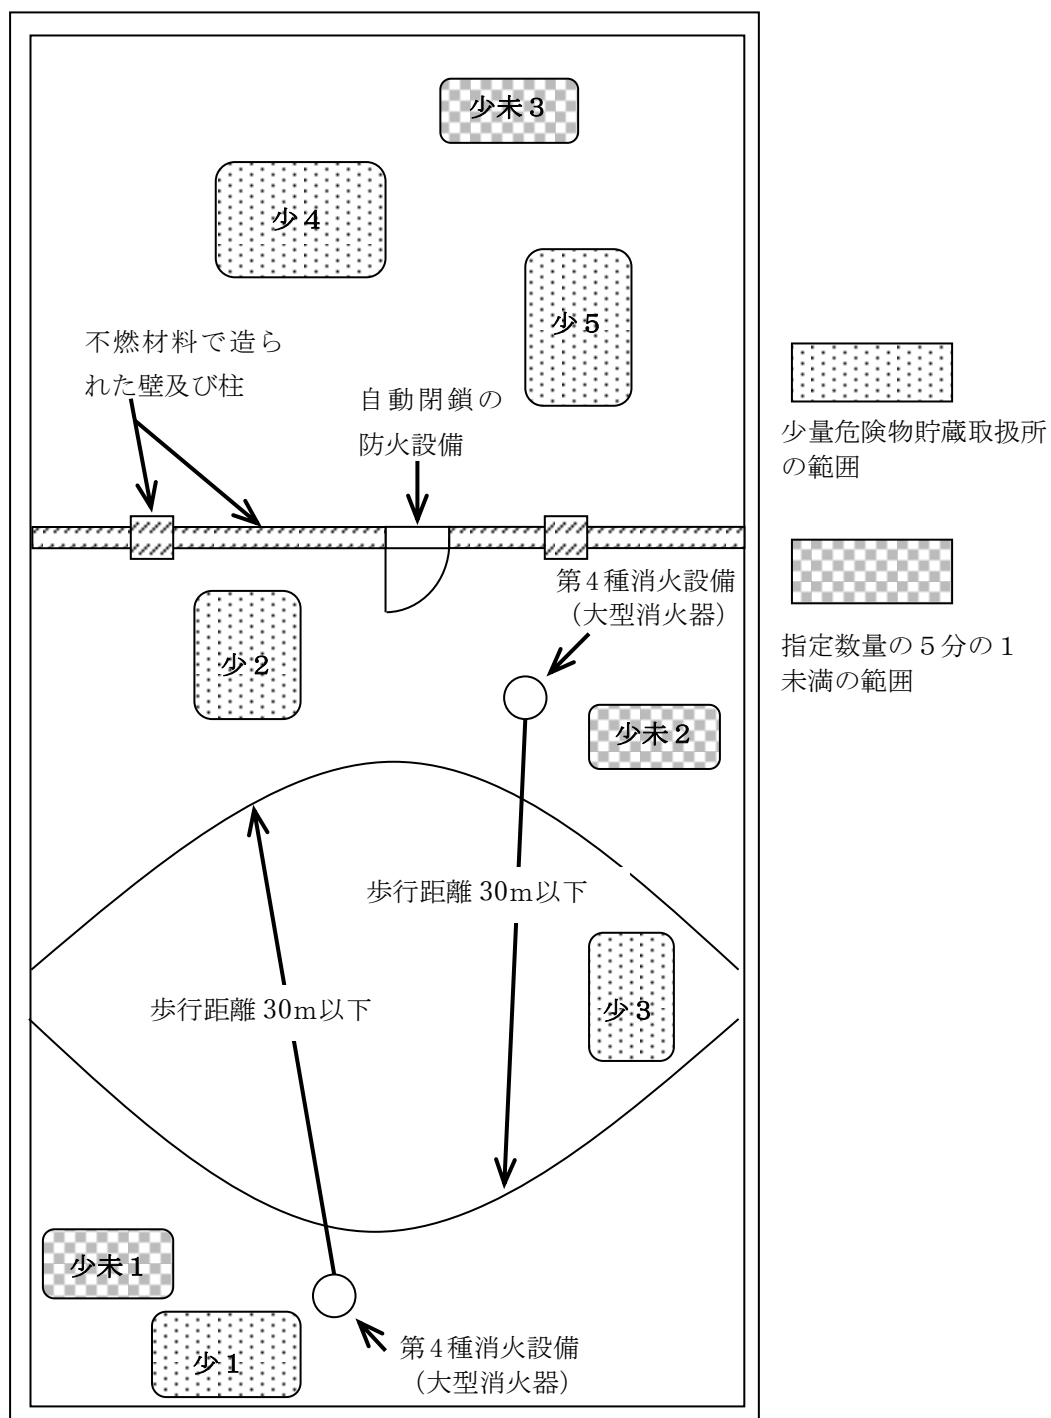 少未３
少４
少５
不燃材料で造ら
れた壁及び柱
自動閉鎖の
防火設備
少量危険物貯蔵取扱所
の範囲
第4種消火設備
（大型消火器）
少２
指定数量の５分の１
未満の範囲
少未２
歩行距離 30ｍ以下
少３
歩行距離 30ｍ以下
少未１
少１
第4種消火設備
（大型消火器）